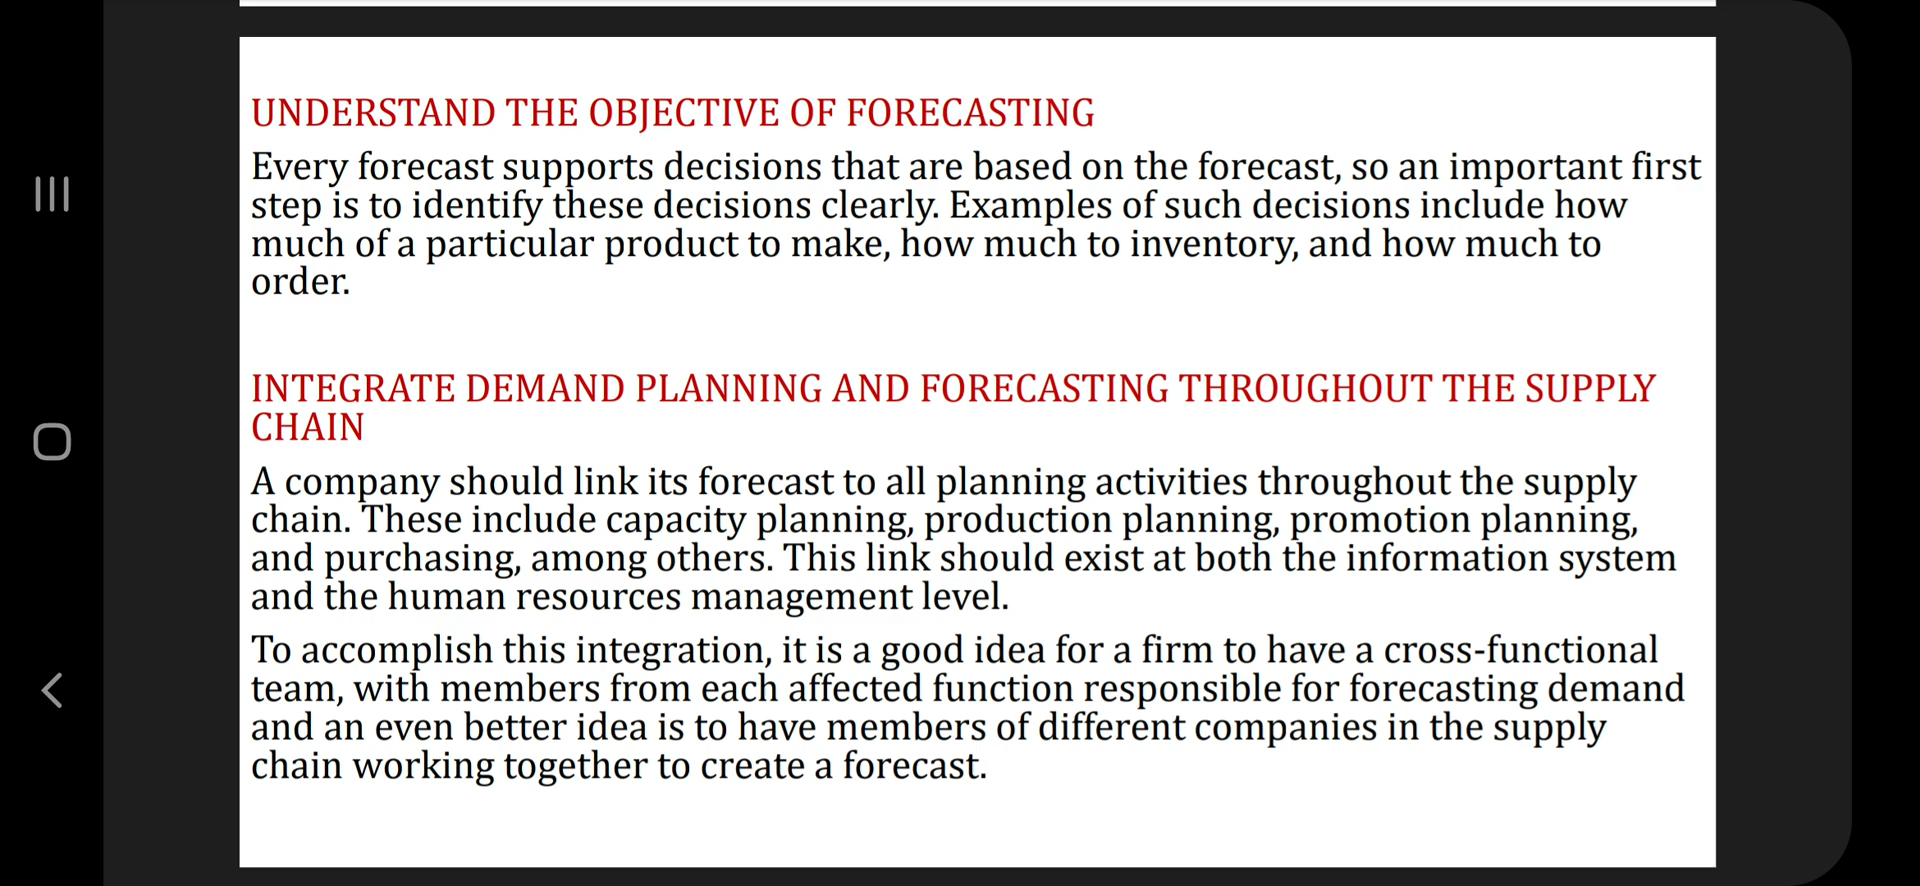 UNDERSTAND THE OBJECTIVE OF FORECASTING
Every forecast supports decisions that are based on the forecast, so an important first
step is to identify these decisions clearly. Examples of such decisions include how
much of a particular product to make, how much to inventory, and how much to
order.
INTEGRATE DEMAND PLANNING AND FORECASTING THROUGHOUT THE SUPPLY
CHAIN
A company should link its forecast to all planning activities throughout the supply
chain. These include capacity planning, production planning, promotion planning,
and purchasing, among others. This link should exist at both the information system
and the human resources management level.
To accomplish this integration, it is a good idea for a firm to have a cross-functional
team, with members from each affected function responsible for forecasting demand
and an even better idea is to have members of different companies in the supply
chain working together to create a forecast.